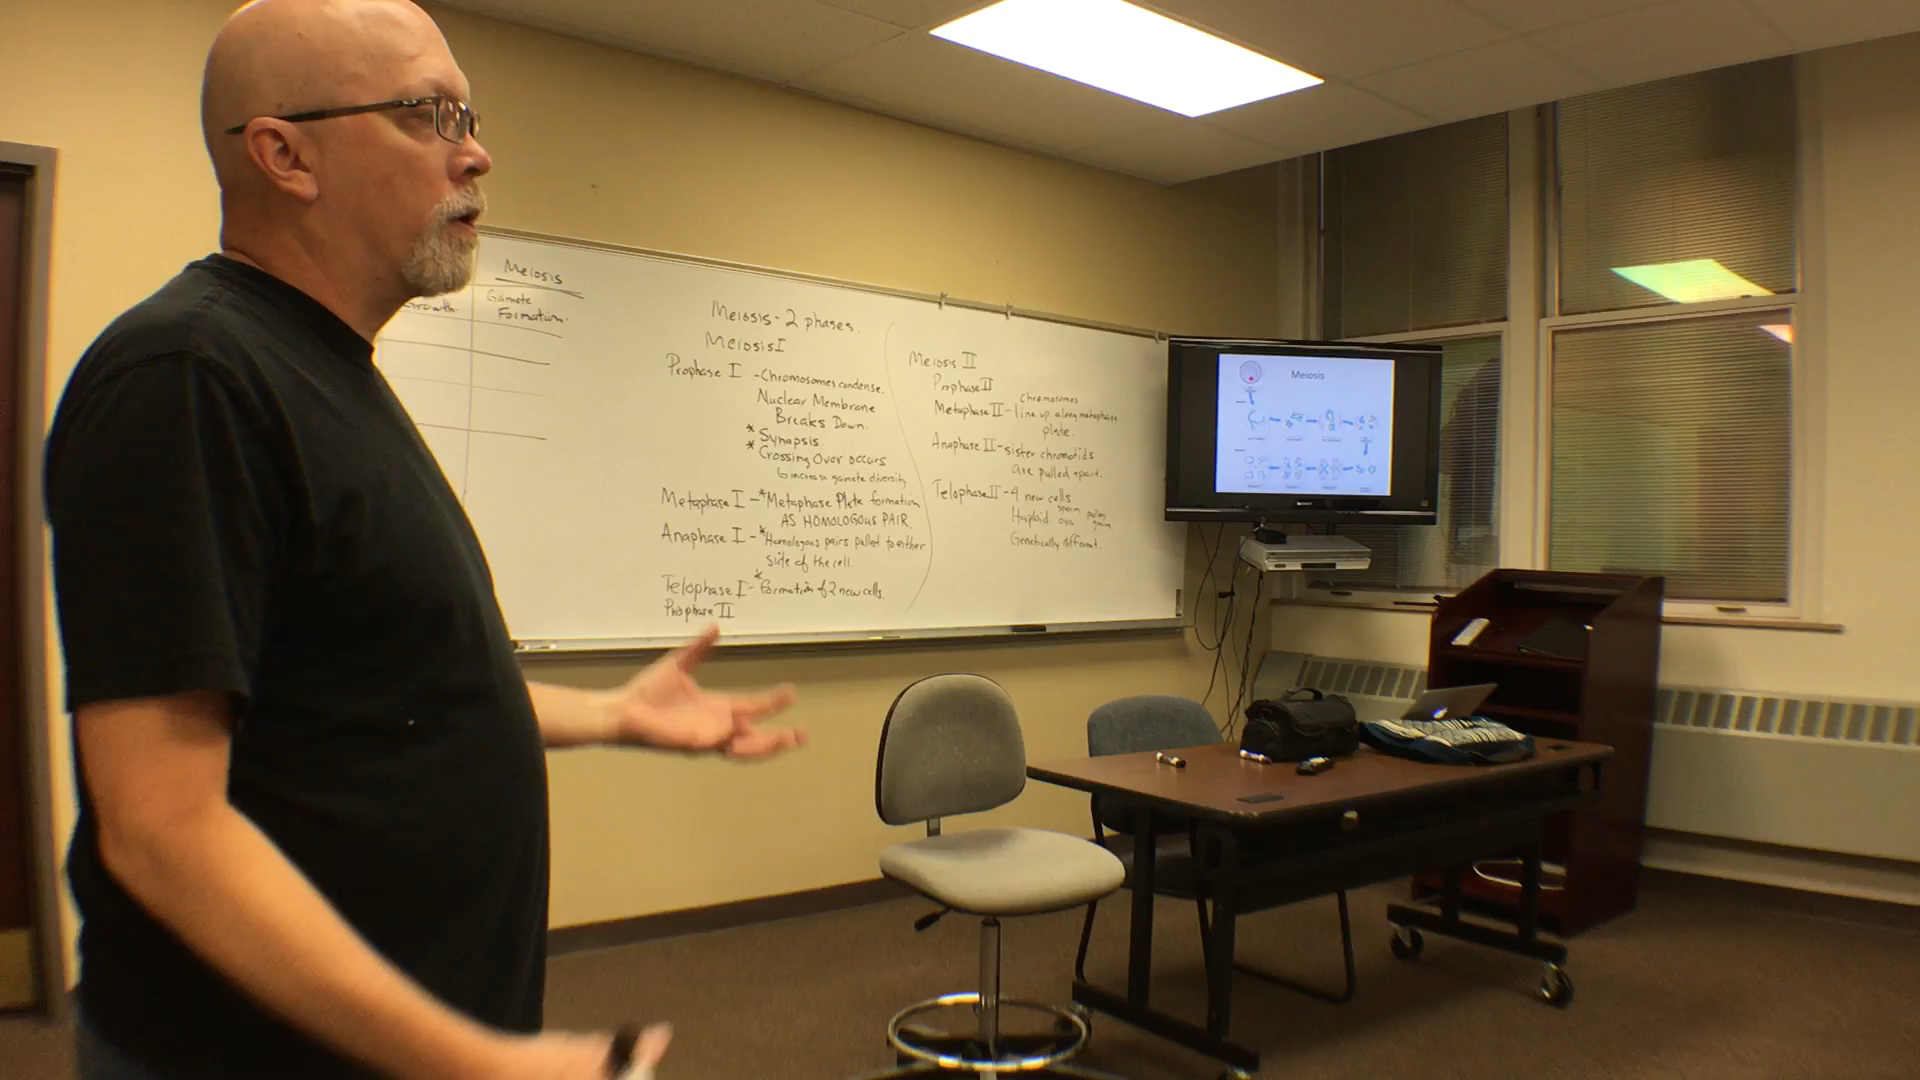 Meiosis
Growth.
Gamete
Formation.
Meiosis - 2 phases.
Meiosis I
Prophase I - Chromosomes condense.
Nuclear Membrane
Breaks Down.
* Synapsis.
* Crossing Over occurs
to increase gamete diversity
Metaphase I - * Metaphase Plate formation
AS HOMOLOGOUS PAIR.
Anaphase I - * Homologous pairs pulled to either
side of the cell.
Telophase I - * Formation of 2 new cells.
Prophase II
Meiosis II
Prophase II
chromosomes
Metaphase II - line up along metaphase
plate.
Anaphase II - sister chromatids
are pulled apart.
Telophase II - 4 new cells
sperm pollen
Haploid. ova grain
Genetically different.
Meiosis